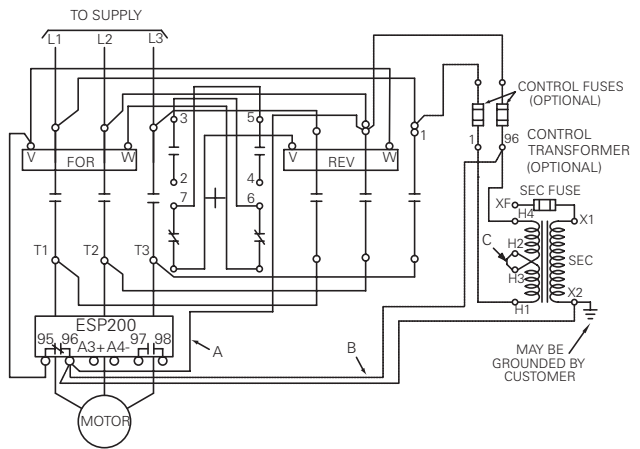 TO SUPPLY
L1 L2 L3
3 5
1
CONTROL FUSES
(OPTIONAL)
1 96
CONTROL
TRANSFORMER
(OPTIONAL)
V FOR W
V REV W
2 4
7 6
SEC FUSE
XF
H4 X1
C H2
SEC
H3
H1 X2
T1 T2 T3
ESP200
95 96 A3+ A4- 97 98
A
B
MAY BE
GROUNDED BY
CUSTOMER
MOTOR